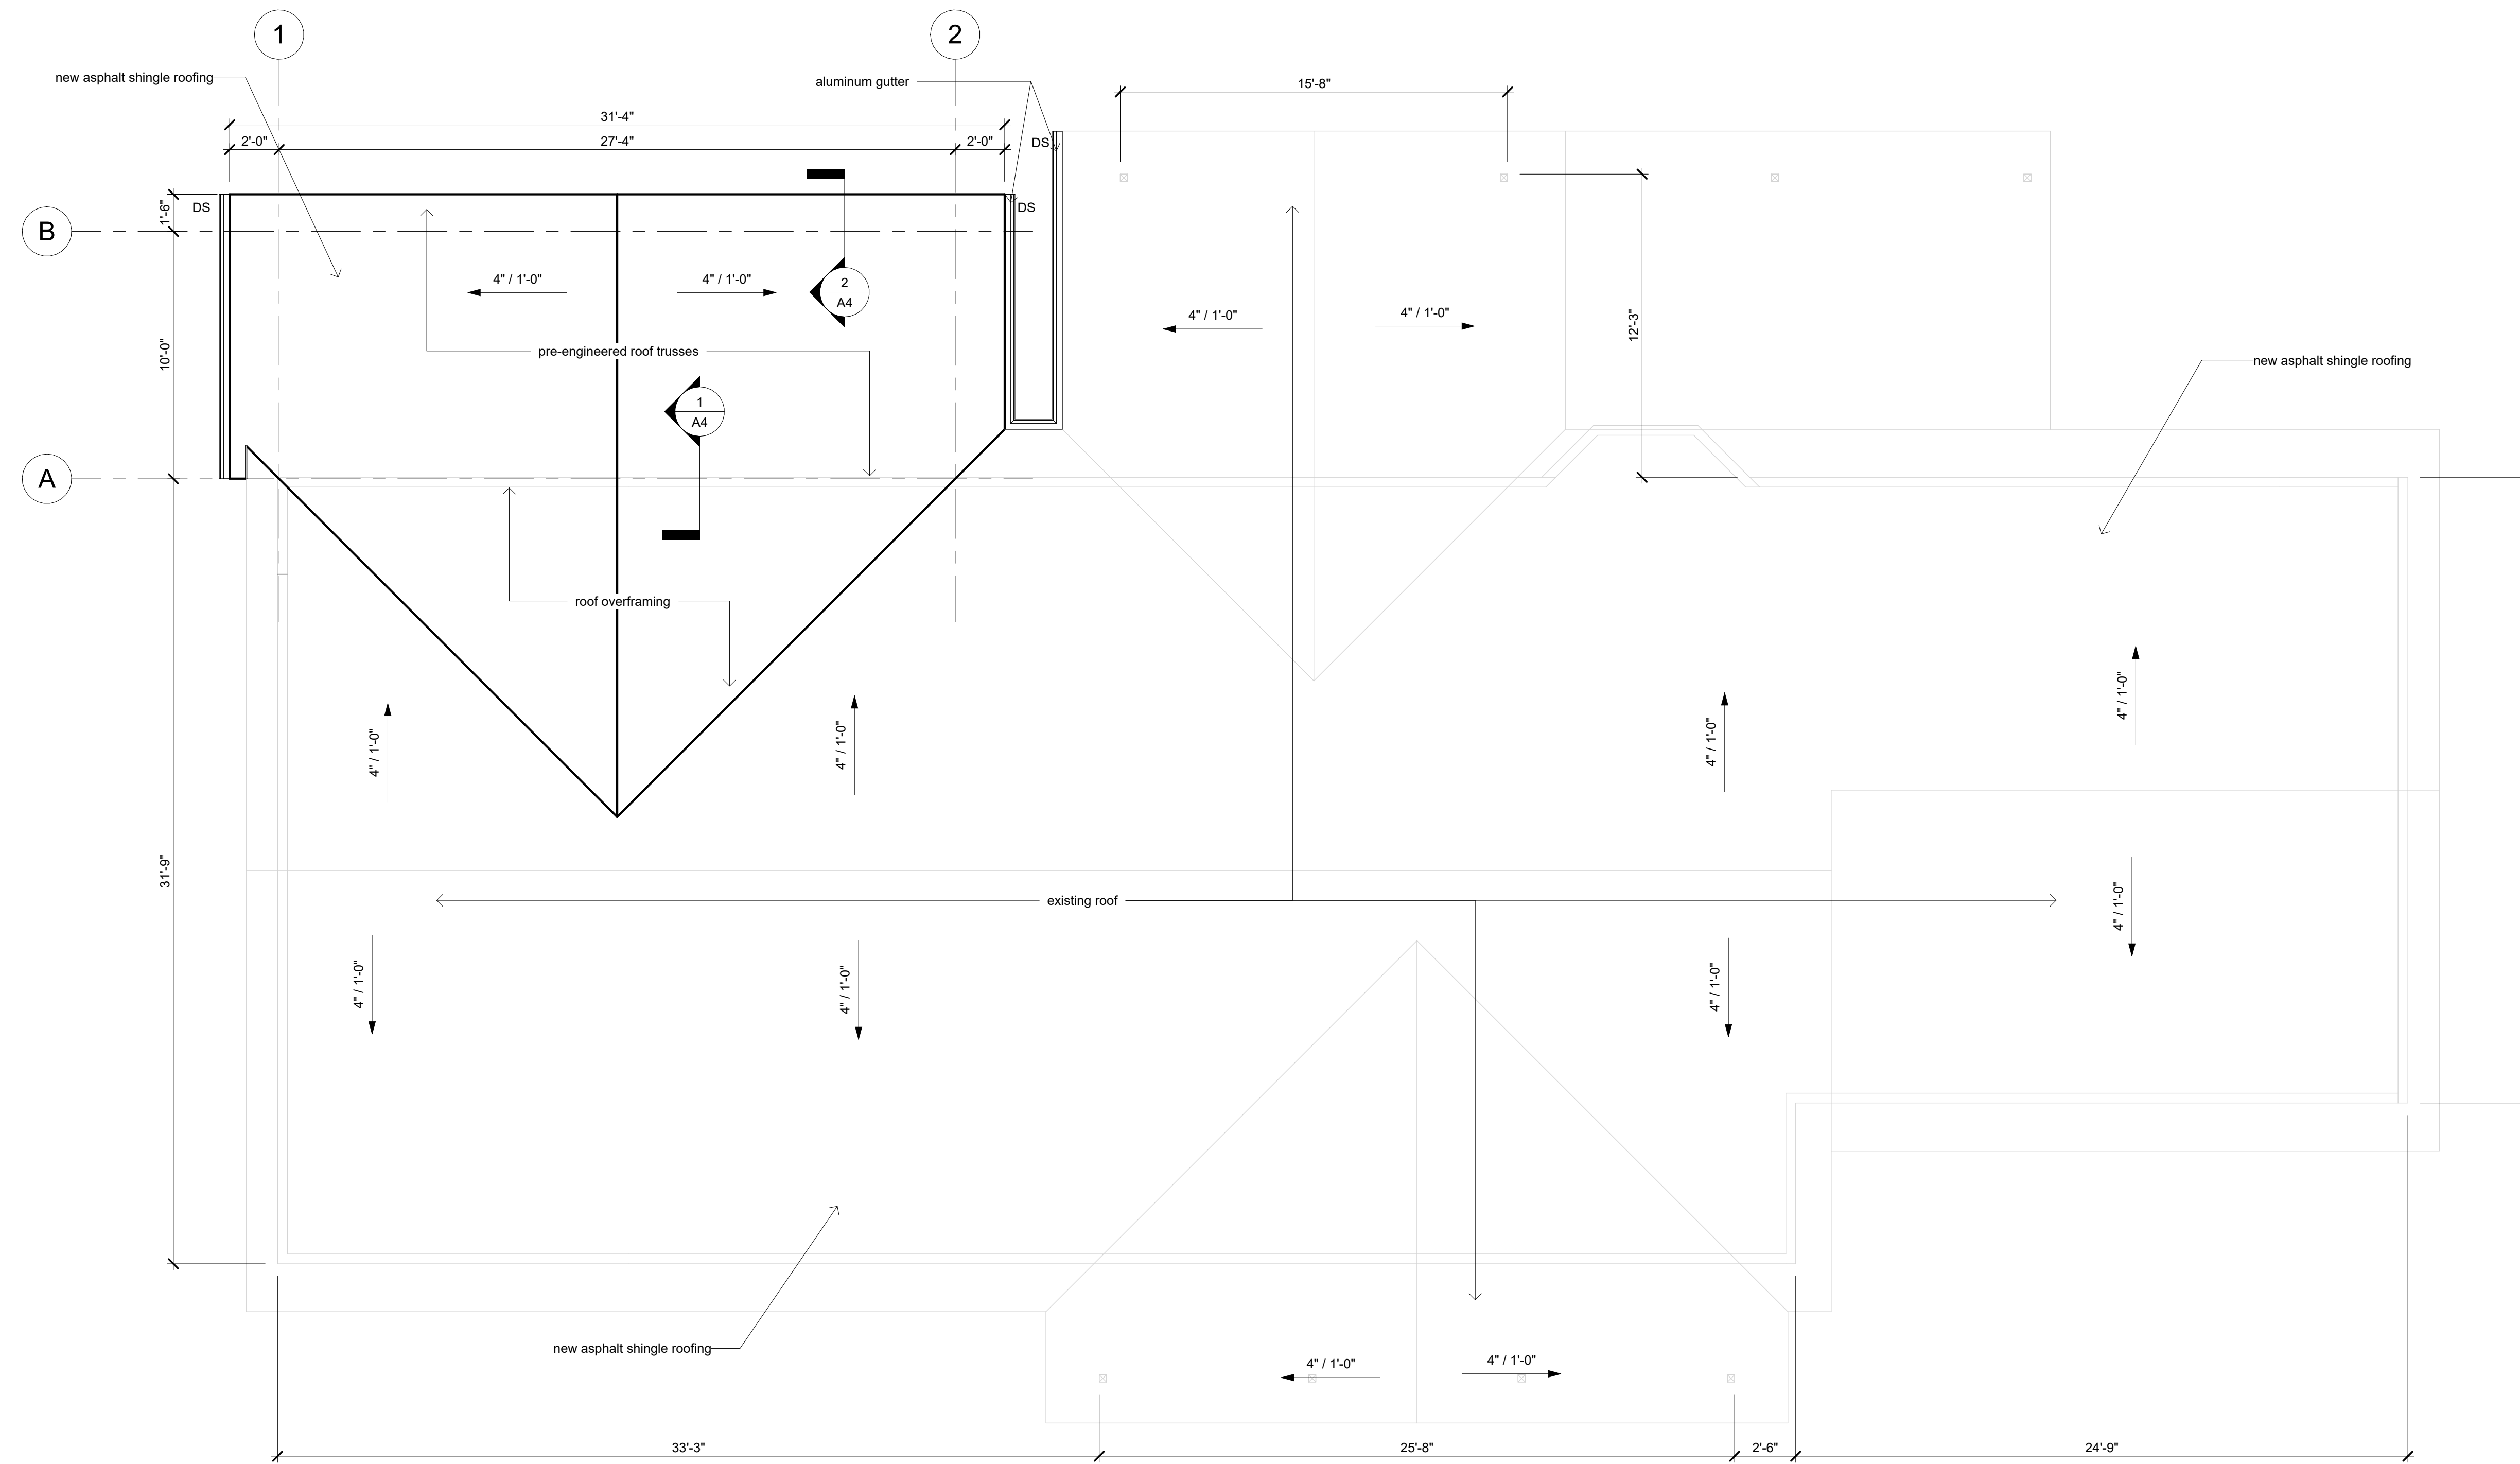 1
2
new asphalt shingle roofing
aluminum gutter
15'-8"
31'-4"
2'-0"
27'-4"
2'-0"
DS
1'-6"
DS
DS
B
4" / 1'-0"
4" / 1'-0"
2
A4
4" / 1'-0"
4" / 1'-0"
12'-3"
10'-0"
pre-engineered roof trusses
new asphalt shingle roofing
1
A4
A
roof overframing
4" / 1'-0"
4" / 1'-0"
4" / 1'-0"
4" / 1'-0"
31'-9"
existing roof
4" / 1'-0"
4" / 1'-0"
4" / 1'-0"
4" / 1'-0"
new asphalt shingle roofing
4" / 1'-0"
4" / 1'-0"
33'-3"
25'-8"
2'-6"
24'-9"